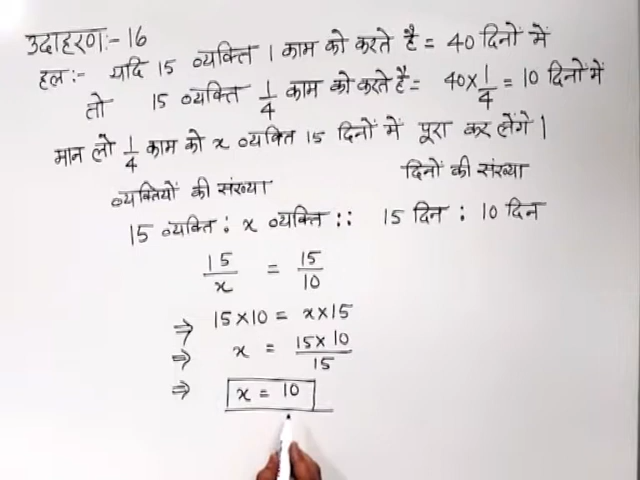 उदाहरण:- 16
हल:- यदि 15 व्यक्ति 1 काम को करते है = 40 दिनों में
तो 15 व्यक्ति 1/4 काम को करते है = 40 × 1/4 = 10 दिनों में
मान लो 1/4 काम को x व्यक्ति 15 दिनों में पूरा कर लेंगे।
व्यक्तियों की संख्या दिनों की संख्या
15 व्यक्ति : x व्यक्ति :: 15 दिन : 10 दिन
15/x = 15/10
⇒ 15 × 10 = x × 15
⇒ x = 15 × 10/15
⇒ x = 10